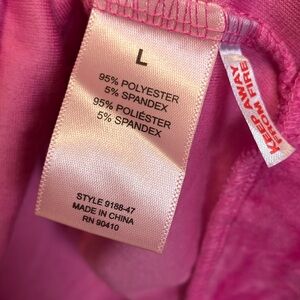 L
95% POLYESTER
5% SPANDEX
95% POLIÉSTER
5% SPANDEX
STYLE 9188-47
MADE IN CHINA
RN 90410
KEEP AWAY
FROM FIRE